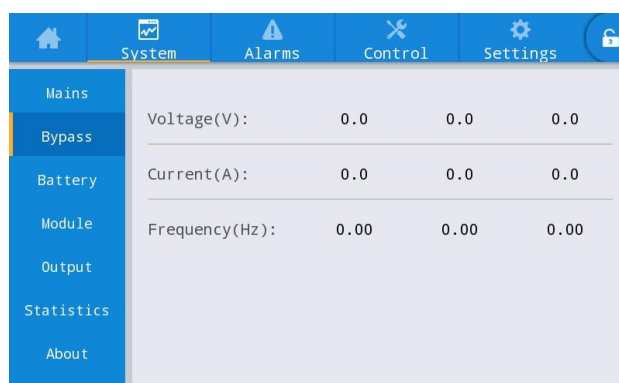 System Alarms Control Settings
3
Mains
Bypass
Battery
Module
Output
Statistics
About
Voltage(V): 0.0 0.0 0.0
Current(A): 0.0 0.0 0.0
Frequency(Hz): 0.00 0.00 0.00